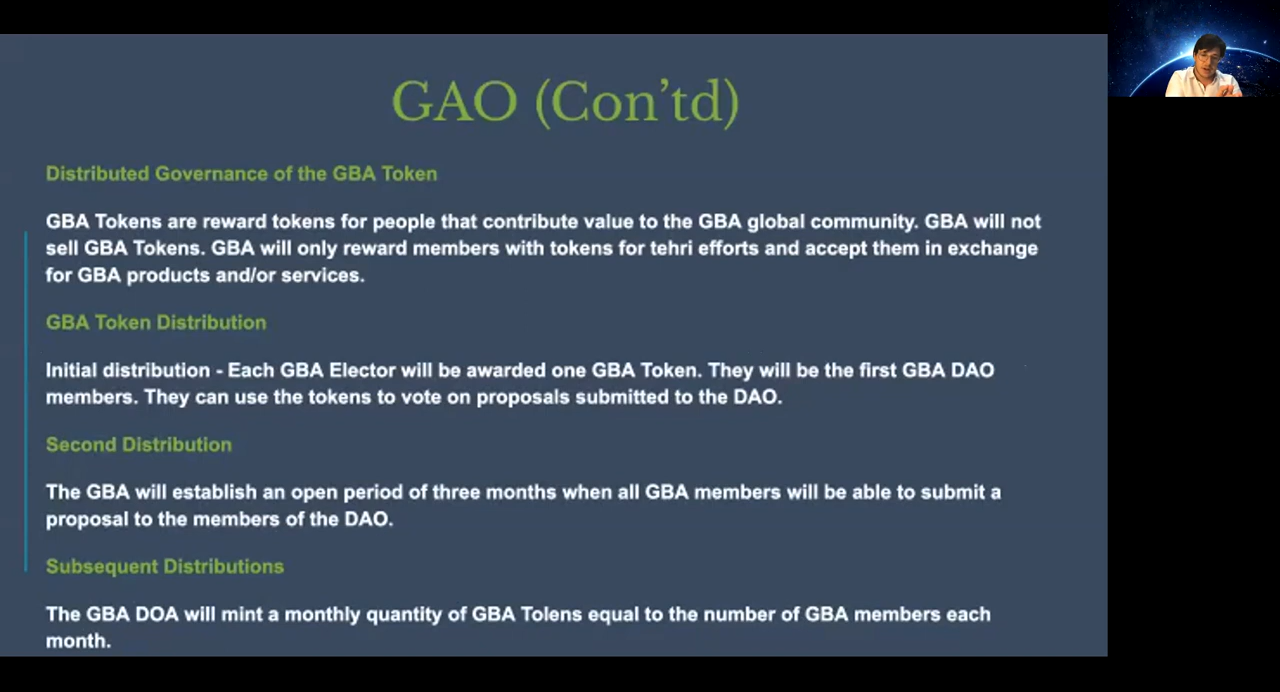 GAO (Con’td)
Distributed Governance of the GBA Token
GBA Tokens are reward tokens for people that contribute value to the GBA global community. GBA will not
sell GBA Tokens. GBA will only reward members with tokens for tehri efforts and accept them in exchange
for GBA products and/or services.
GBA Token Distribution
Initial distribution - Each GBA Elector will be awarded one GBA Token. They will be the first GBA DAO
members. They can use the tokens to vote on proposals submitted to the DAO.
Second Distribution
The GBA will establish an open period of three months when all GBA members will be able to submit a
proposal to the members of the DAO.
Subsequent Distributions
The GBA DOA will mint a monthly quantity of GBA Tolens equal to the number of GBA members each
month.